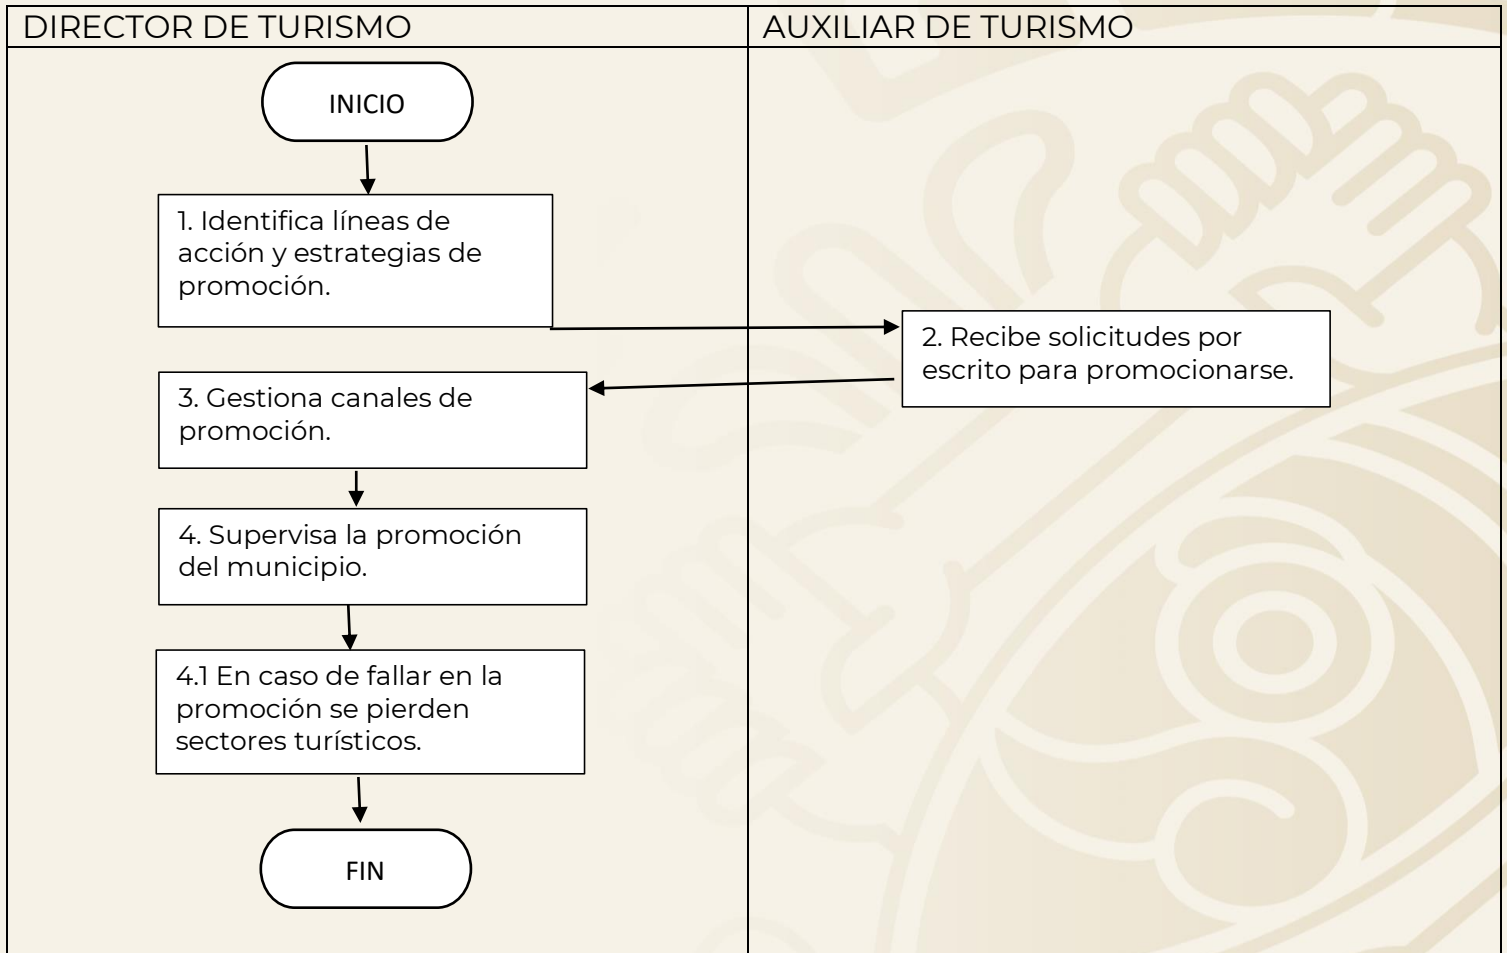 DIRECTOR DE TURISMO
AUXILIAR DE TURISMO
INICIO
1. Identifica líneas de
acción y estrategias de
promoción.
2. Recibe solicitudes por
escrito para promocionarse.
3. Gestiona canales de
promoción.
4. Supervisa la promoción
del municipio.
4.1 En caso de fallar en la
promoción se pierden
sectores turísticos.
FIN